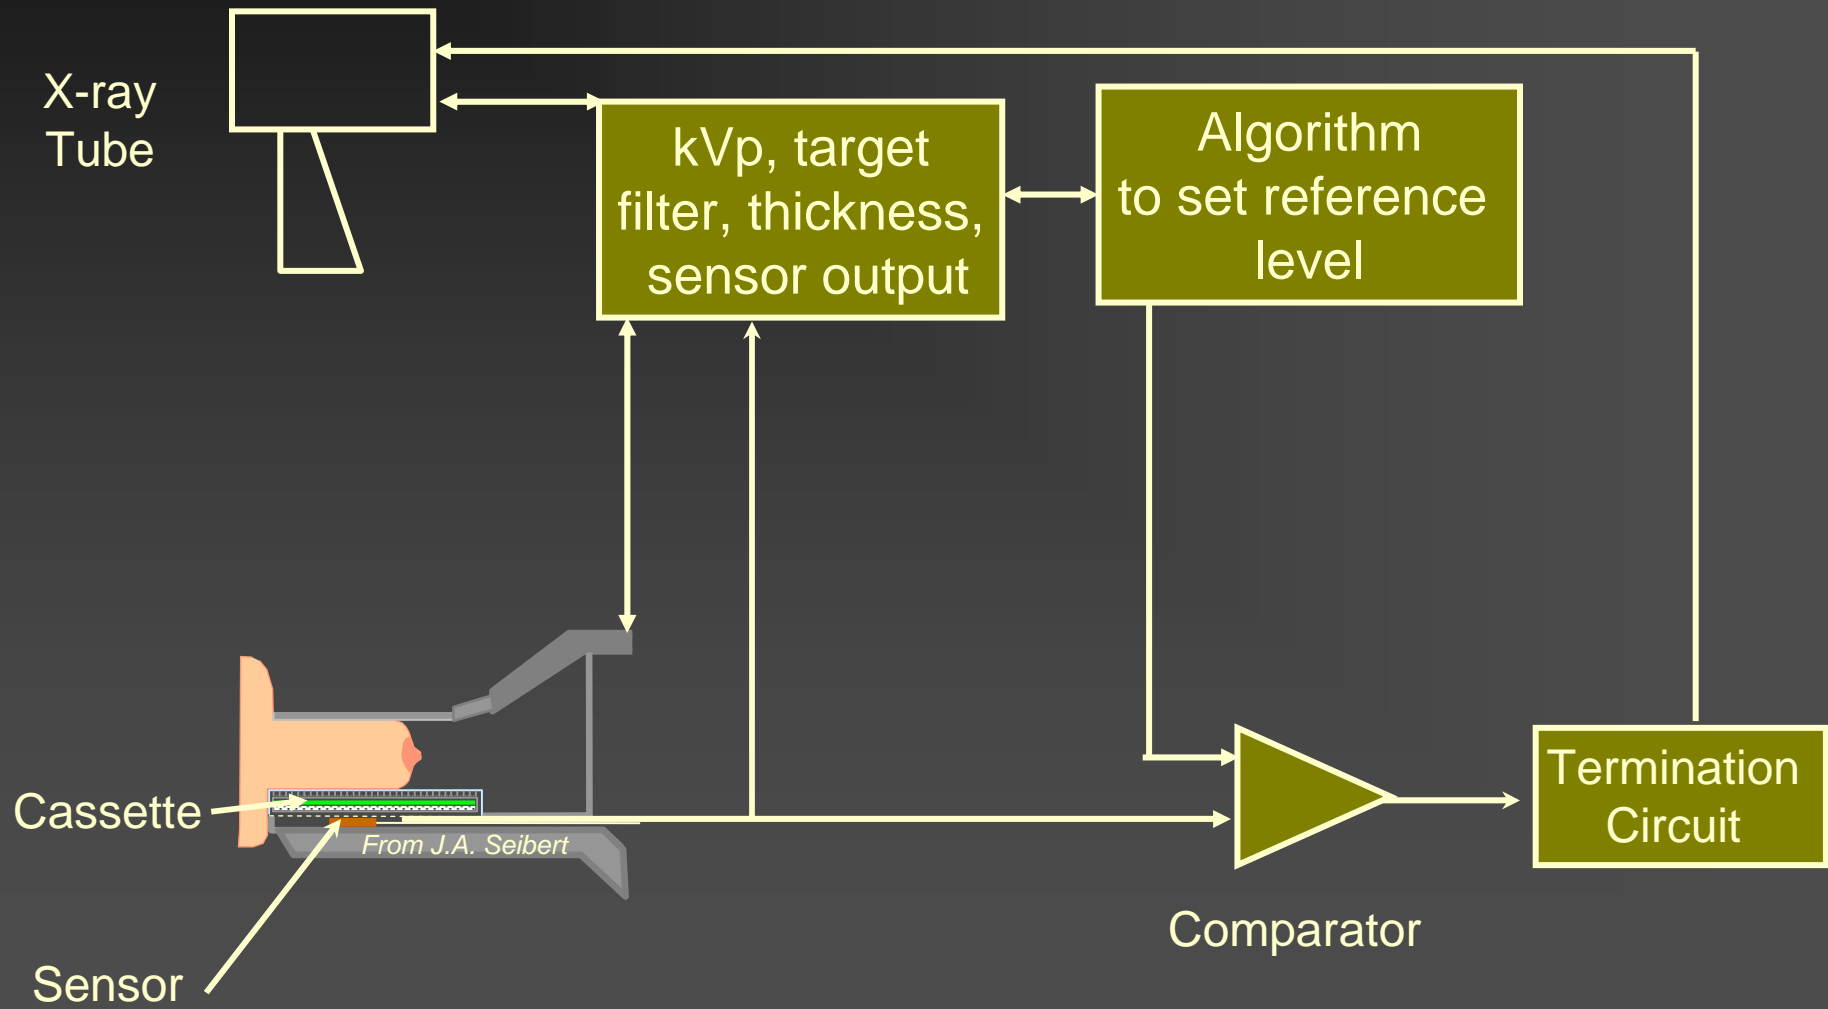 X-ray
Tube
kVp, target
filter, thickness,
sensor output
Algorithm
to set reference
level
Cassette
From J.A. Seibert
Termination
Circuit
Comparator
Sensor